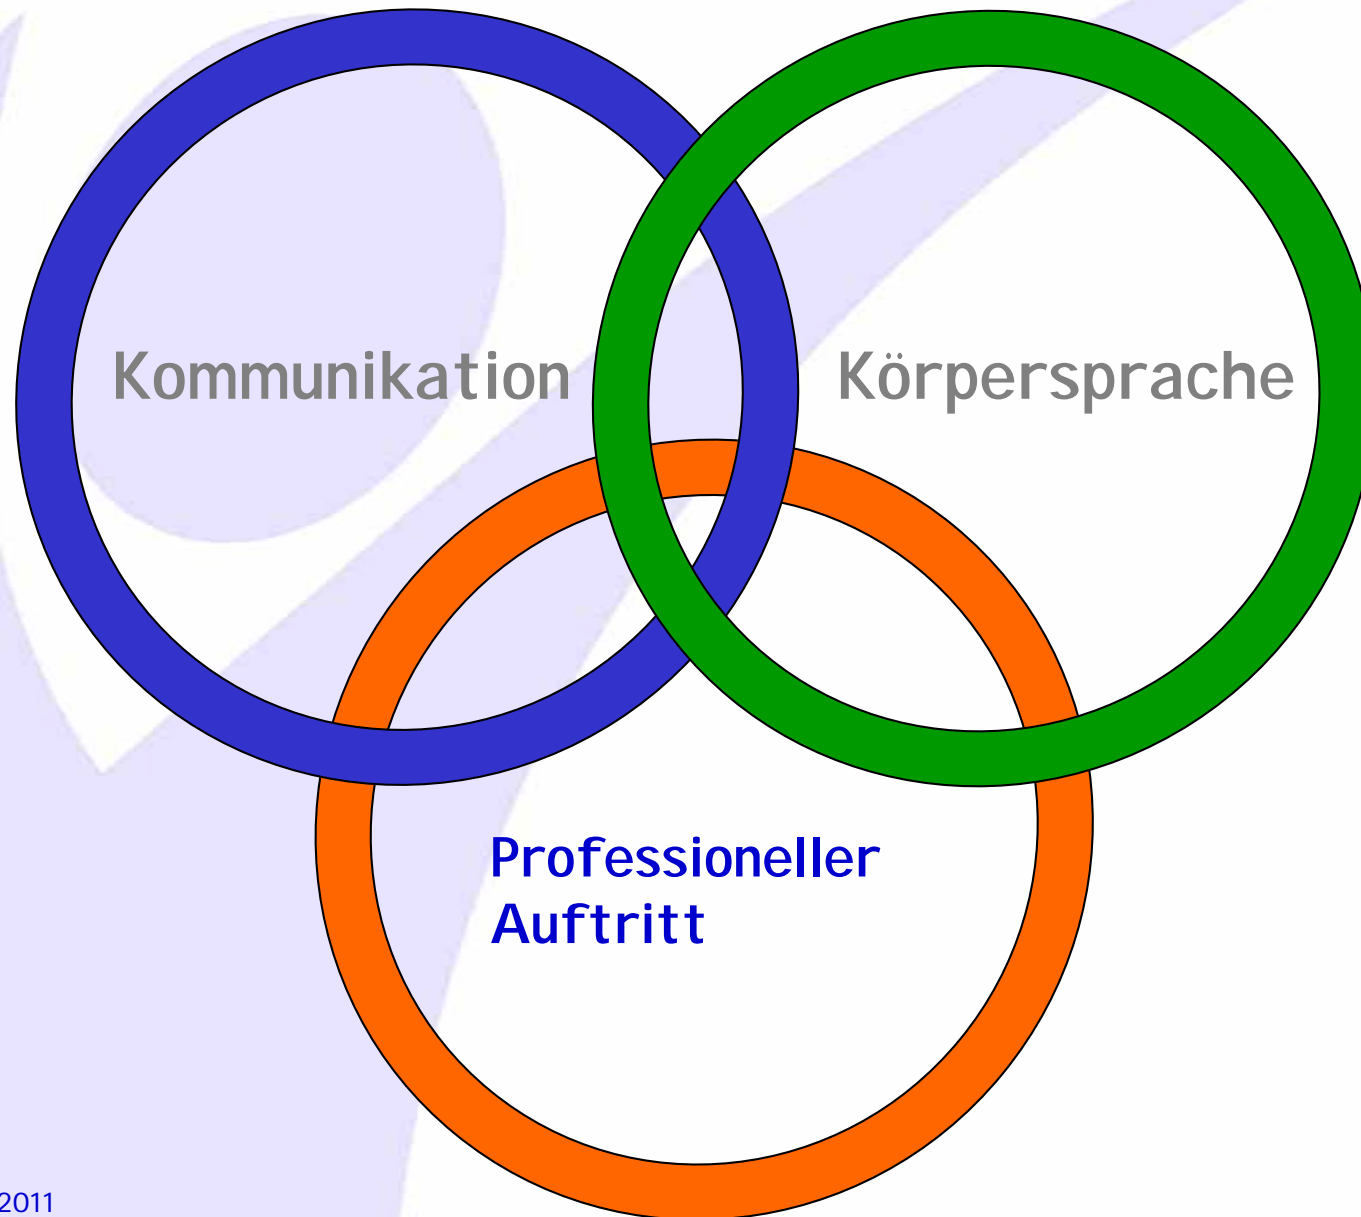 Kommunikation
Körpersprache
Professioneller
Auftritt
2011